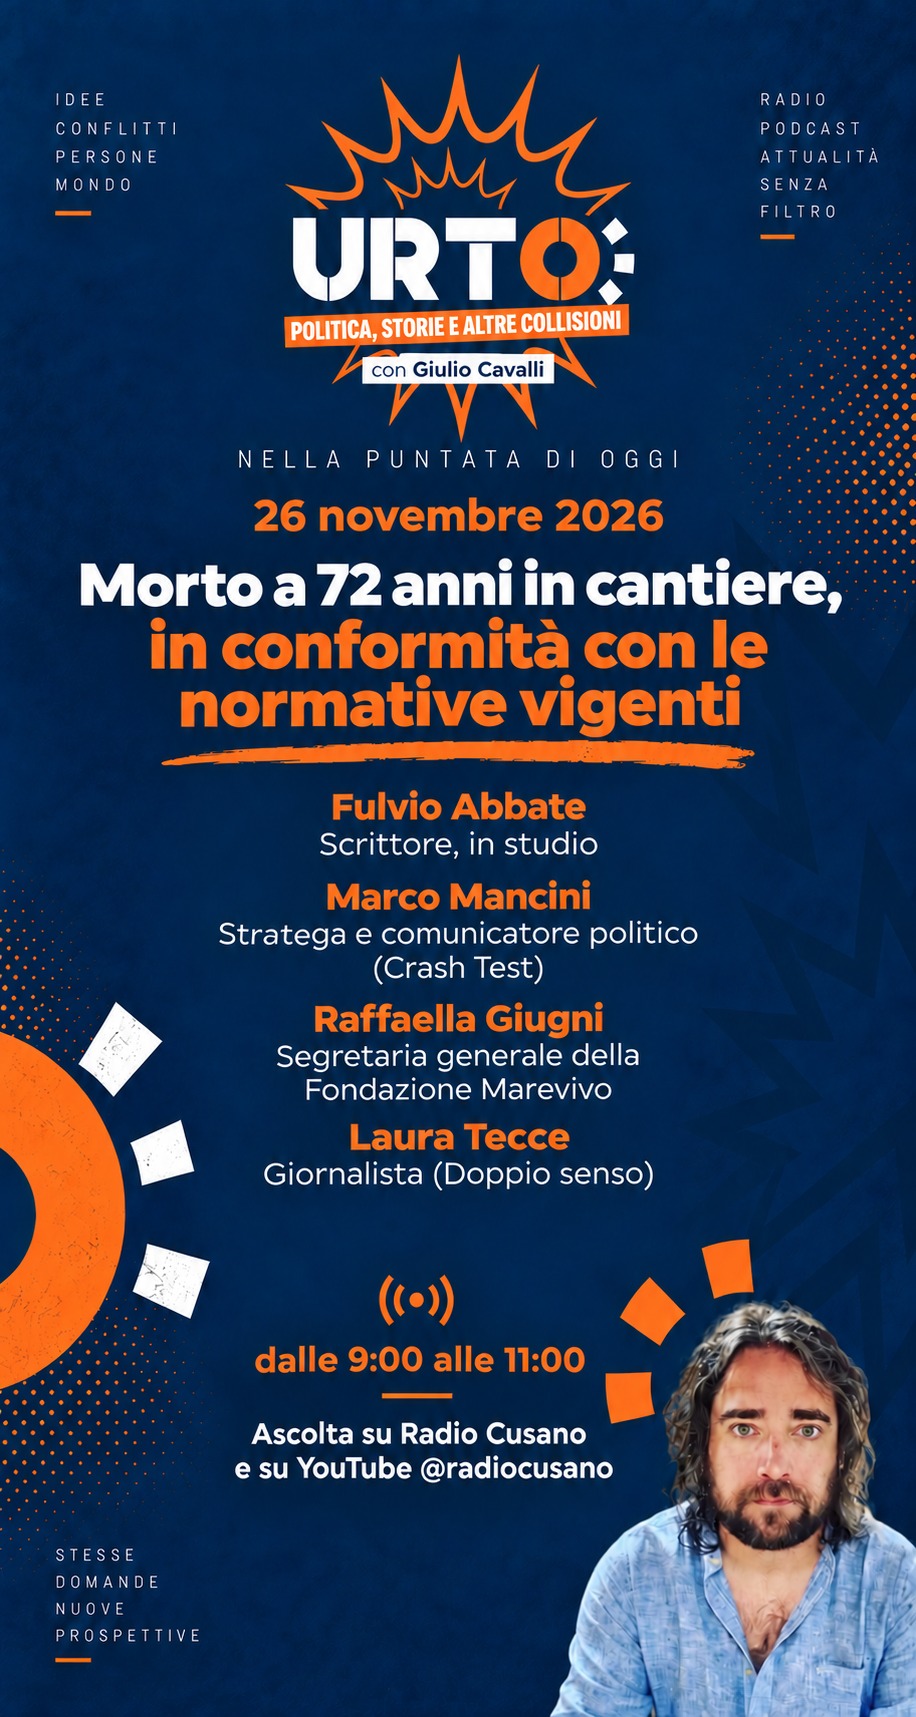 IDEE
CONFLITTI
PERSONE
MONDO
RADIO
PODCAST
ATTUALITÀ
SENZA
FILTRO
URTO
POLITICA, STORIE E ALTRE COLLISIONI
con Giulio Cavalli
NELLA PUNTATA DI OGGI
26 novembre 2026
Morto a 72 anni in cantiere,
in conformità con le
normative vigenti
Fulvio Abbate
Scrittore, in studio
Marco Mancini
Stratega e comunicatore politico
(Crash Test)
Raffaella Giugni
Segretaria generale della
Fondazione Marevivo
Laura Tecce
Giornalista (Doppio senso)
dalle 9:00 alle 11:00
Ascolta su Radio Cusano
e su YouTube @radiocusano
STESSE
DOMANDE
NUOVE
PROSPETTIVE